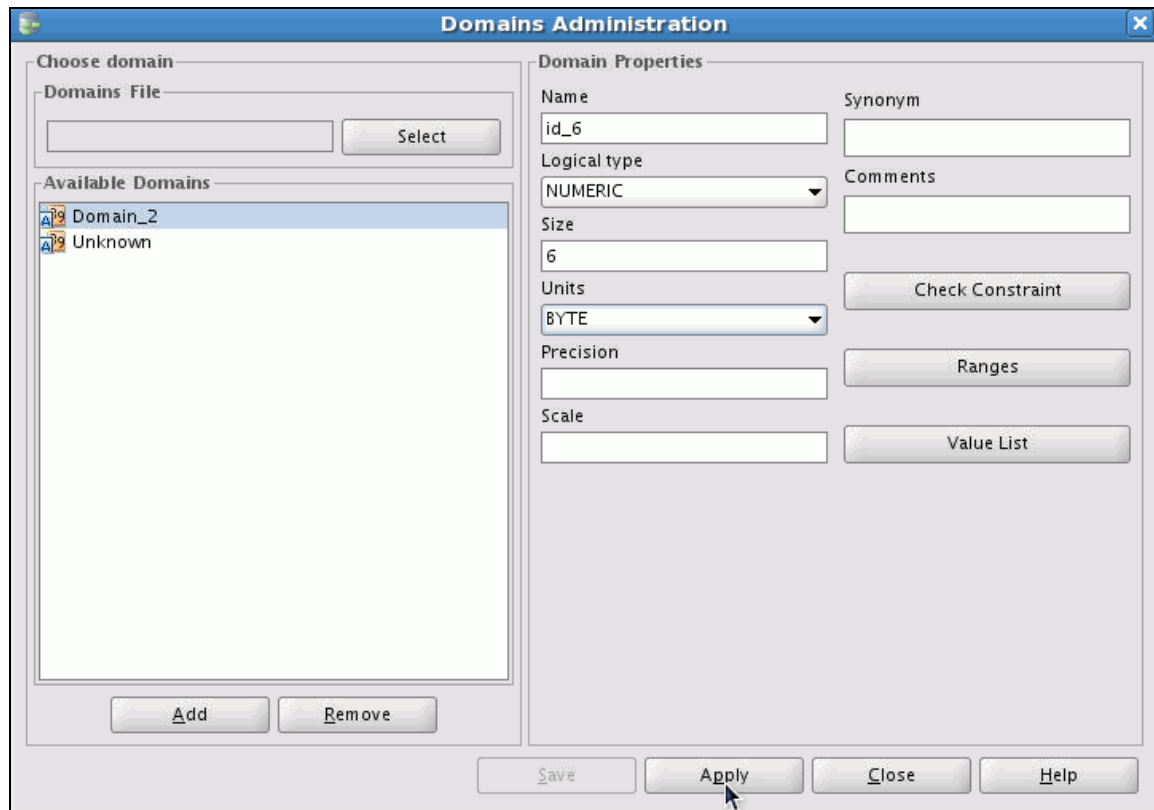 Domains Administration
Choose domain
Domains File
Select
Available Domains
Domain_2
Unknown
Add
Remove
Domain Properties
Name
id_6
Logical type
NUMERIC
Size
6
Units
BYTE
Precision
Scale
Synonym
Comments
Check Constraint
Ranges
Value List
Save
Apply
Close
Help